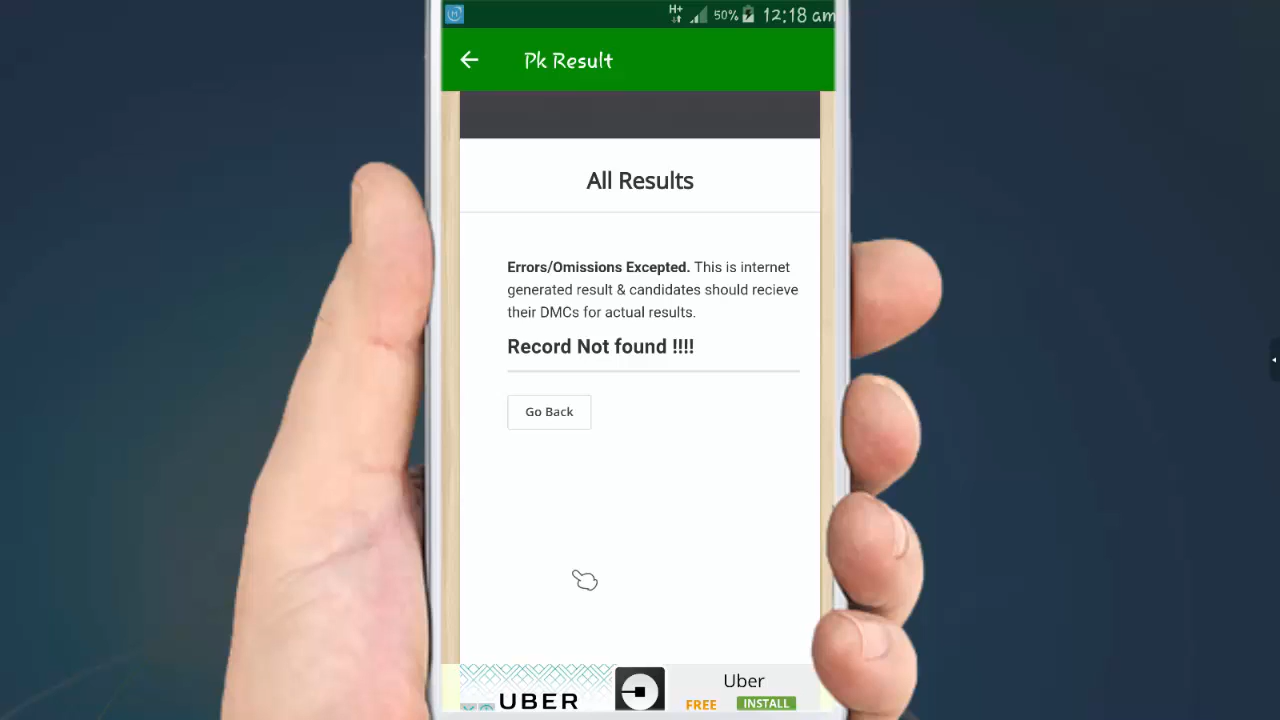 H+ 50% 12:18 am
Pk Result
All Results
Errors/Omissions Excepted. This is internet
generated result & candidates should recieve
their DMCs for actual results.
Record Not found !!!!
Go Back
UBER
Uber
FREE INSTALL